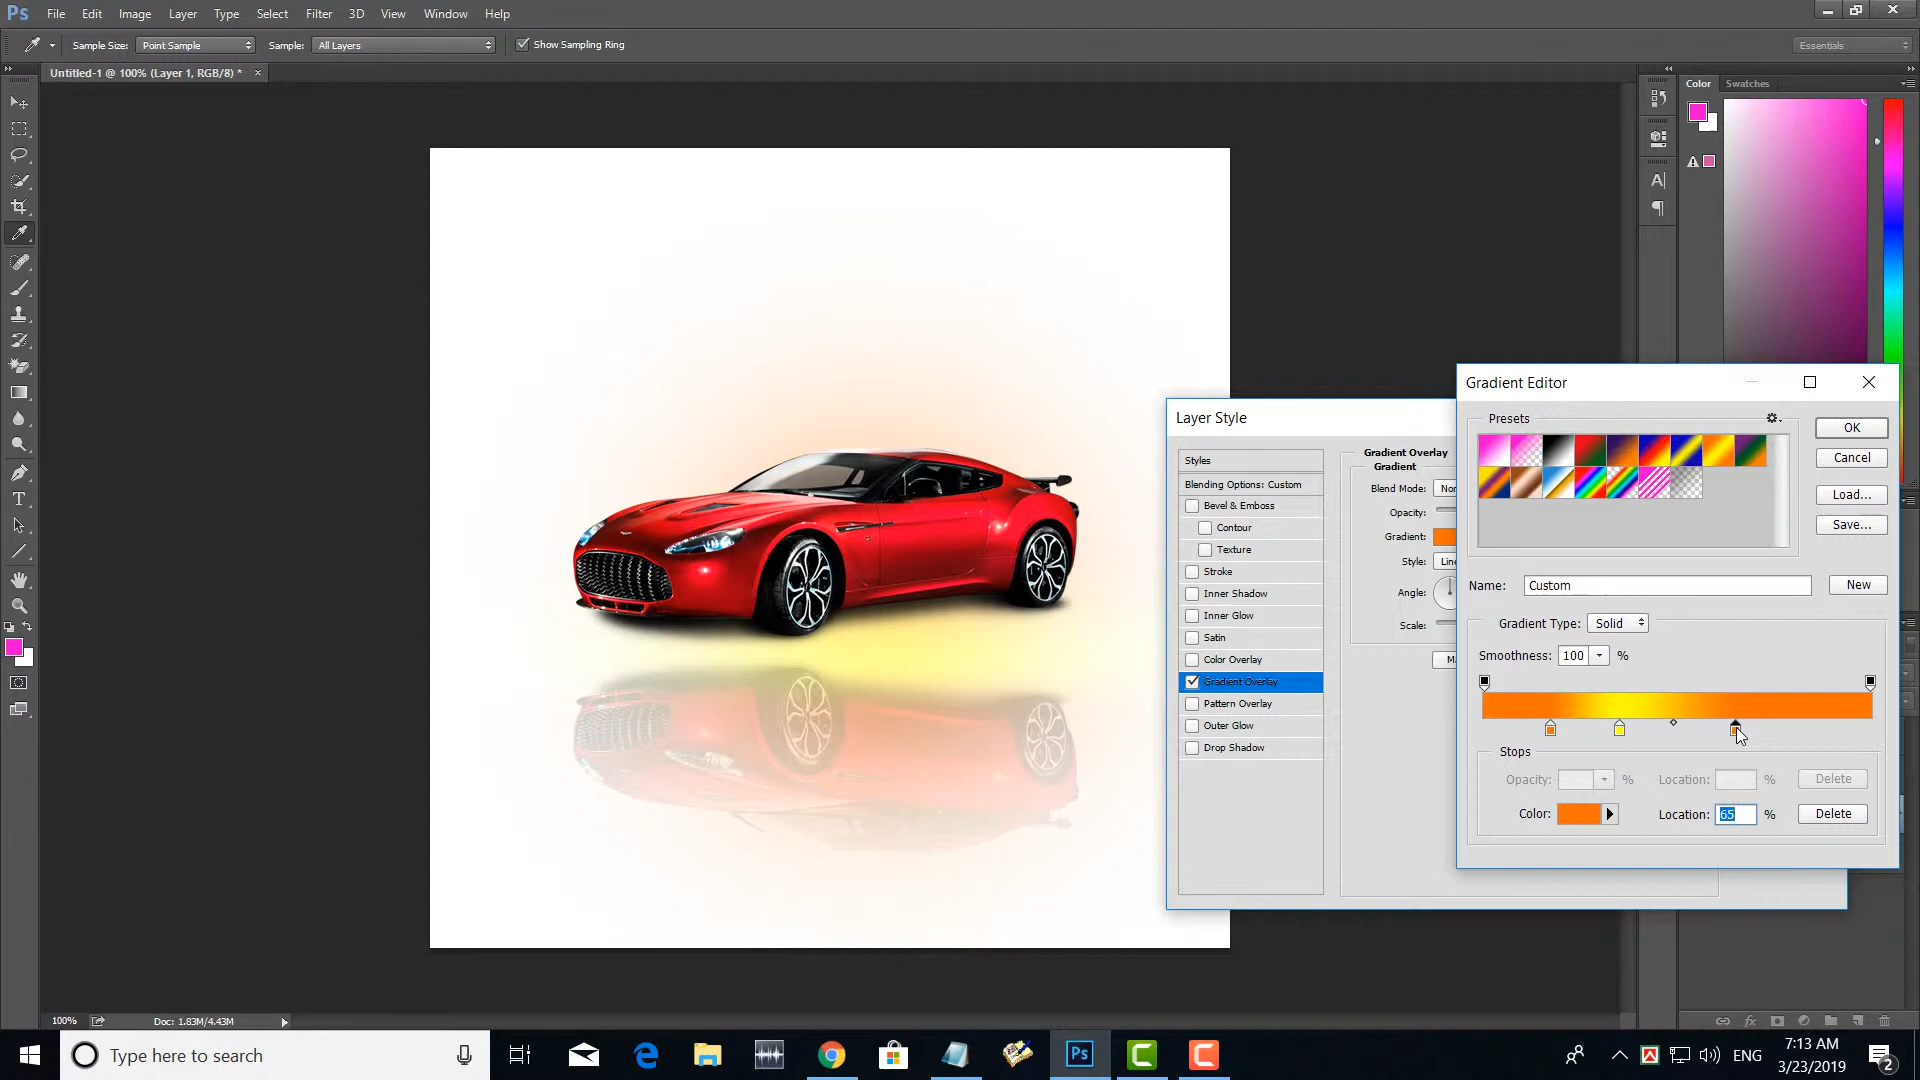 Ps File Edit Image Layer Type Select Filter 3D View Window Help
Sample Size: Point Sample Sample: All Layers Show Sampling Ring Essentials
Untitled-1 @ 100% (Layer 1, RGB/8) *
Color Swatches
Gradient Editor
Presets
OK
Cancel
Load...
Save...
Name: Custom New
Gradient Type: Solid
Smoothness: 100 %
Stops
Opacity: % Location: % Delete
Color: Location: 65 % Delete
Layer Style
Styles
Blending Options: Custom
Bevel & Emboss
Contour
Texture
Stroke
Inner Shadow
Inner Glow
Satin
Color Overlay
Gradient Overlay
Pattern Overlay
Outer Glow
Drop Shadow
Gradient Overlay
Gradient
Blend Mode: Nor
Opacity:
Gradient:
Style: Line
Angle:
Scale:
100% Doc: 1.83M/4.43M
Type here to search
Ps
ENG
7:13 AM
3/23/2019
2